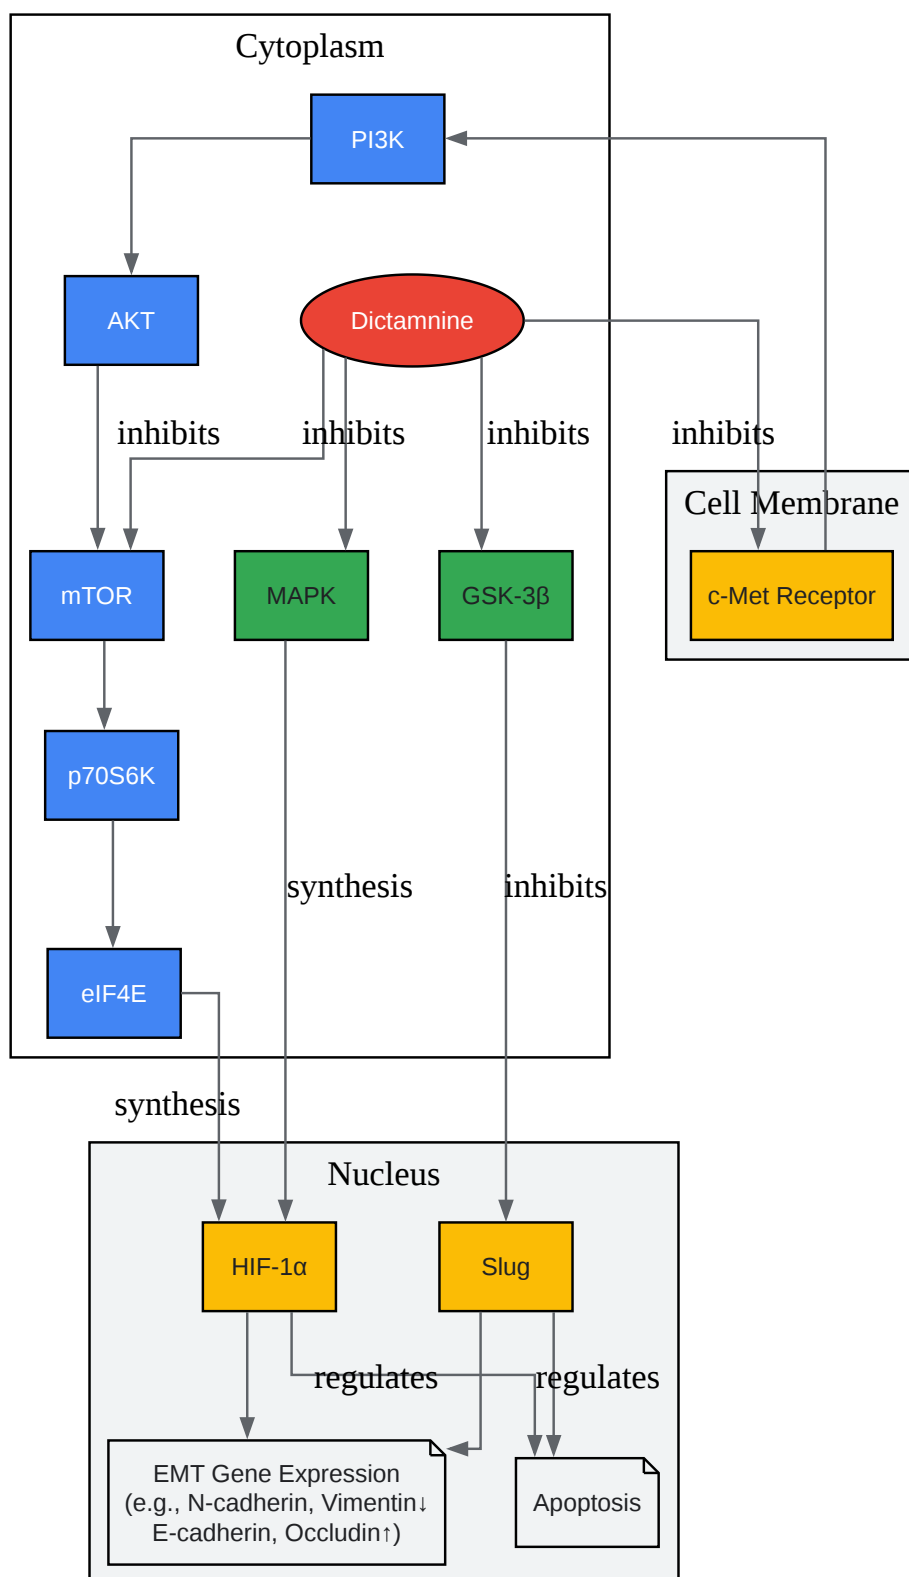 Cytoplasm
PI3K
AKT
Dictamnine
inhibits
inhibits
inhibits
inhibits
Cell Membrane
mTOR
MAPK
GSK-3β
c-Met Receptor
p70S6K
synthesis
inhibits
eIF4E
synthesis
Nucleus
HIF-1α
Slug
regulates
regulates
EMT Gene Expression
(e.g., N-cadherin, Vimentin↓
E-cadherin, Occludin↑)
Apoptosis